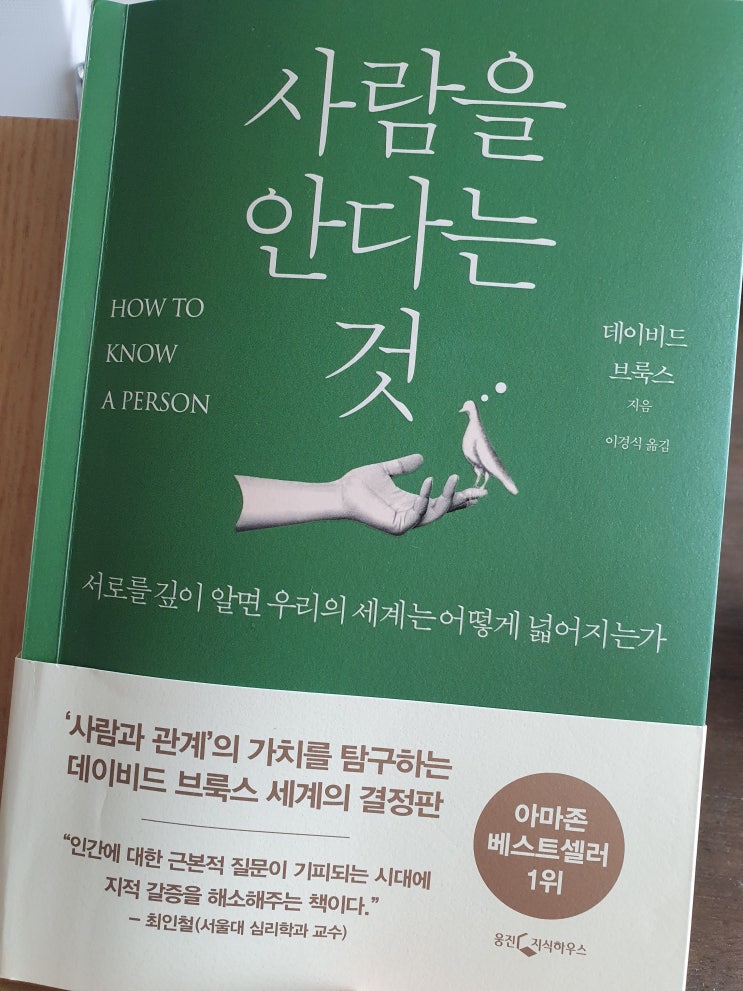 사람을
안다는
것
HOW TO
KNOW
A PERSON
데이비드
브룩스
지음
이경식 옮김
서로를 깊이 알면 우리의 세계는 어떻게 넓어지는가
‘사람과 관계’의 가치를 탐구하는
데이비드 브룩스 세계의 결정판
“인간에 대한 근본적 질문이 기피되는 시대에
지적 갈증을 해소해주는 책이다.”
– 최인철(서울대 심리학과 교수)
아마존
베스트셀러
1위
웅진 지식하우스